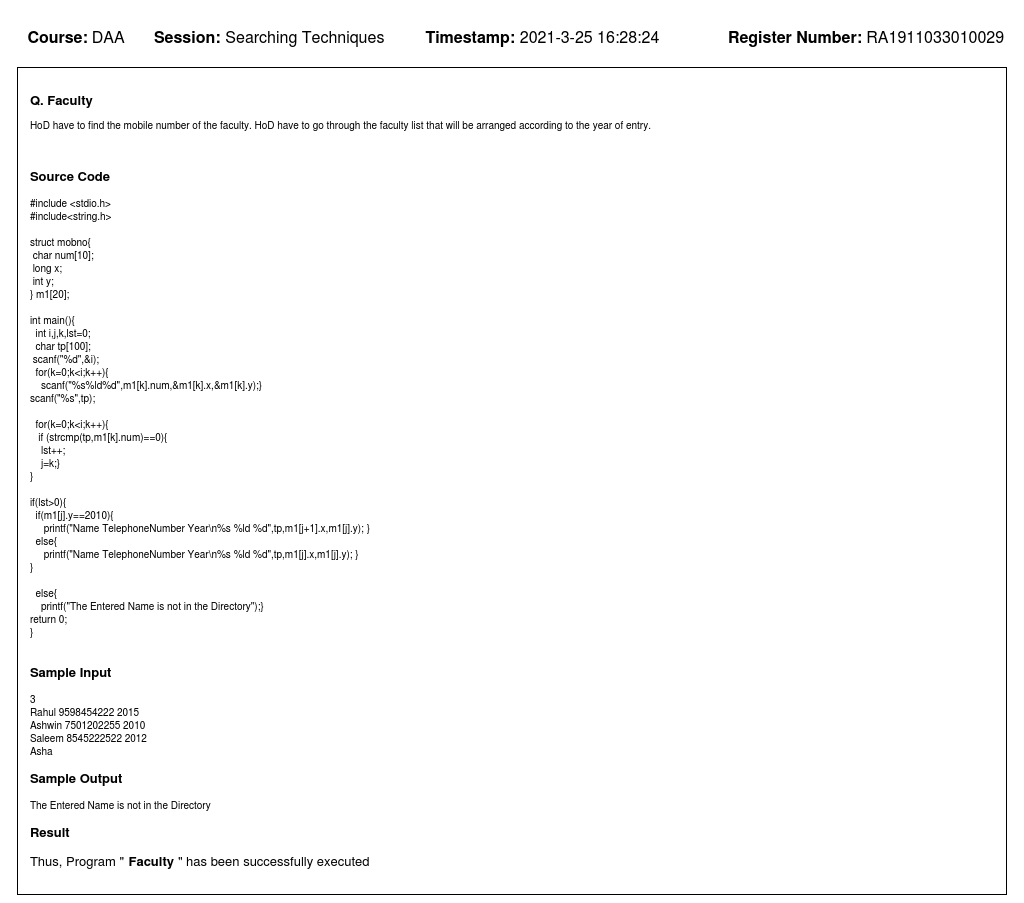 Course: DAA Session: Searching Techniques Timestamp: 2021-3-25 16:28:24 Register Number: RA1911033010029
Q. Faculty
HoD have to find the mobile number of the faculty. HoD have to go through the faculty list that will be arranged according to the year of entry.
Source Code
#include <stdio.h>
#include<string.h>
struct mobno{
char num[10];
long x;
int y;
} m1[20];
int main(){
int i,j,k,lst=0;
char tp[100];
scanf("%d",&i);
for(k=0;k<i;k++){
scanf("%s%ld%d",m1[k].num,&m1[k].x,&m1[k].y);}
scanf("%s",tp);
for(k=0;k<i;k++){
if (strcmp(tp,m1[k].num)==0){
lst++;
j=k;}
}
if(lst>0){
if(m1[j].y==2010){
printf("Name TelephoneNumber Year\n%s %ld %d",tp,m1[j+1].x,m1[j].y); }
else{
printf("Name TelephoneNumber Year\n%s %ld %d",tp,m1[j].x,m1[j].y); }
}
else{
printf("The Entered Name is not in the Directory");}
return 0;
}
Sample Input
3
Rahul 9598454222 2015
Ashwin 7501202255 2010
Saleem 8545222522 2012
Asha
Sample Output
The Entered Name is not in the Directory
Result
Thus, Program " Faculty " has been successfully executed